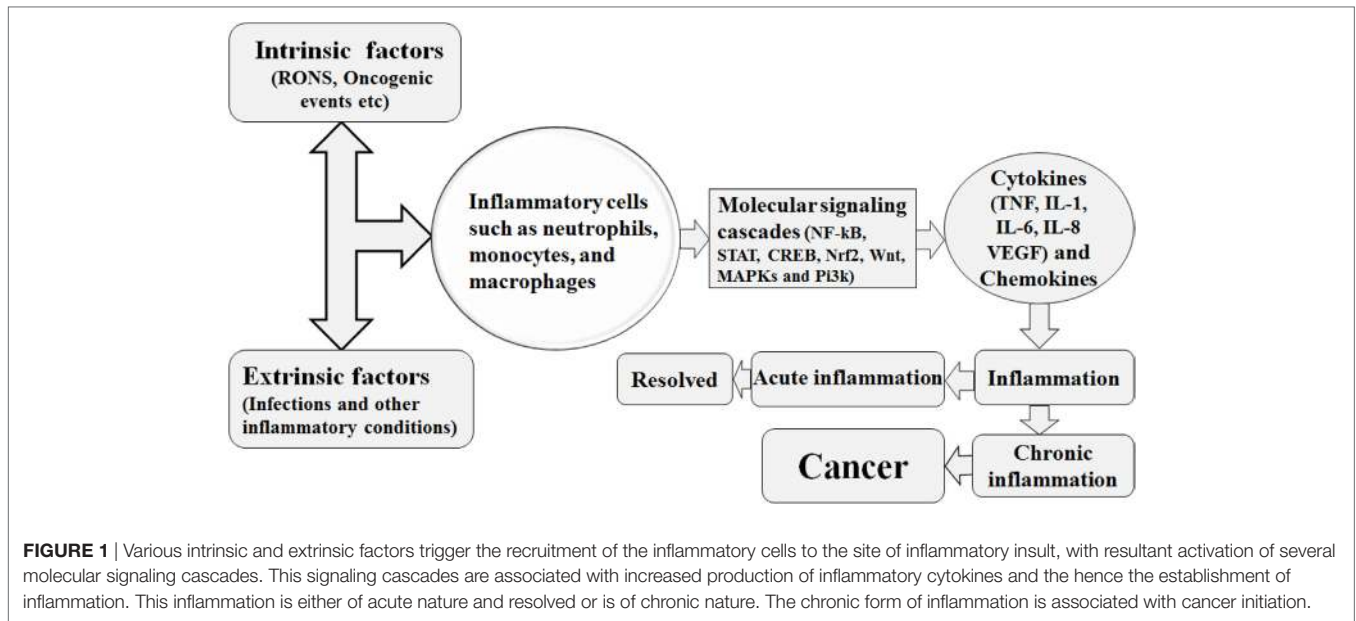 Intrinsic factors
(RONS, Oncogenic
events etc)
Inflammatory cells
such as neutrophils,
monocytes, and
macrophages
Molecular signaling
cascades (NF-kB,
STAT, CREB, Nrf2, Wnt,
MAPKs and Pi3k)
Cytokines
(TNF, IL-1,
IL-6, IL-8
VEGF) and
Chemokines
Extrinsic factors
(Infections and other
inflammatory conditions)
Resolved
Acute inflammation
Inflammation
Cancer
Chronic
inflammation
FIGURE 1 | Various intrinsic and extrinsic factors trigger the recruitment of the inflammatory cells to the site of inflammatory insult, with resultant activation of several
molecular signaling cascades. This signaling cascades are associated with increased production of inflammatory cytokines and the hence the establishment of
inflammation. This inflammation is either of acute nature and resolved or is of chronic nature. The chronic form of inflammation is associated with cancer initiation.